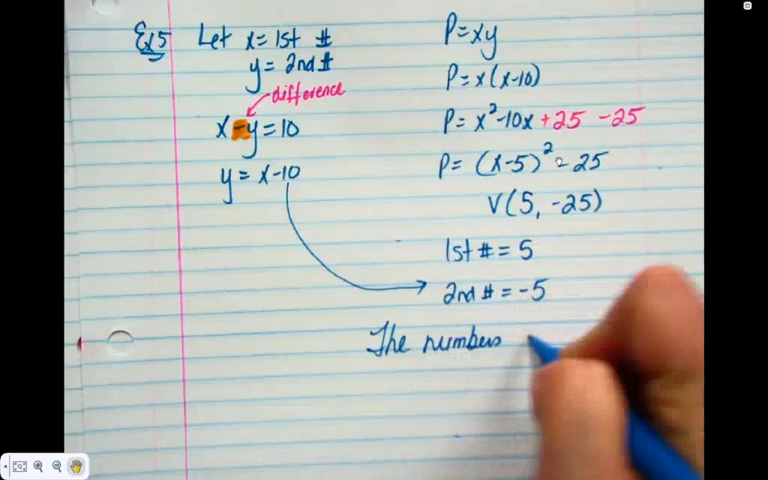 Ex5 Let x = 1st #
y = 2nd #
difference
x - y = 10
y = x - 10
P = xy
P = x(x-10)
P = x² - 10x + 25 - 25
P = (x-5)² - 25
V(5, -25)
1st # = 5
2nd # = -5
The numbers